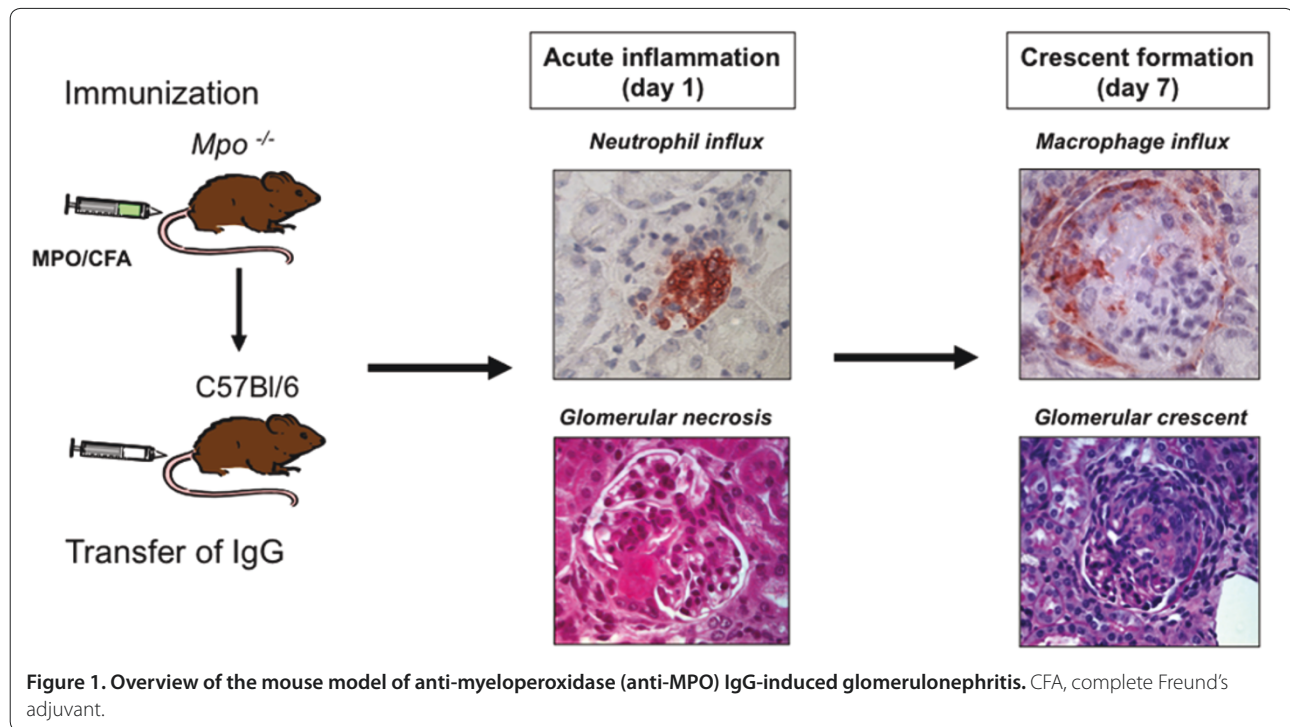 Immunization
Mpo -/-
MPO/CFA
C57Bl/6
Transfer of IgG
Acute inflammation
(day 1)
Neutrophil influx
Glomerular necrosis
Crescent formation
(day 7)
Macrophage influx
Glomerular crescent
Figure 1. Overview of the mouse model of anti-myeloperoxidase (anti-MPO) IgG-induced glomerulonephritis. CFA, complete Freund’s
adjuvant.